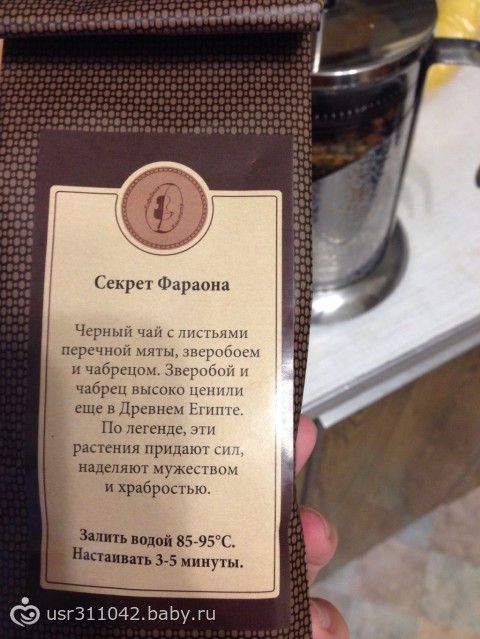 Секрет Фараона
Черный чай с листьями
перечной мяты, зверобоем
и чабрецом. Зверобой и
чабрец высоко ценили
еще в Древнем Египте.
По легенде, эти
растения придают сил,
наделяют мужеством
и храбростью.
Залить водой 85-95°С.
Настаивать 3-5 минуты.
usr311042.baby.ru